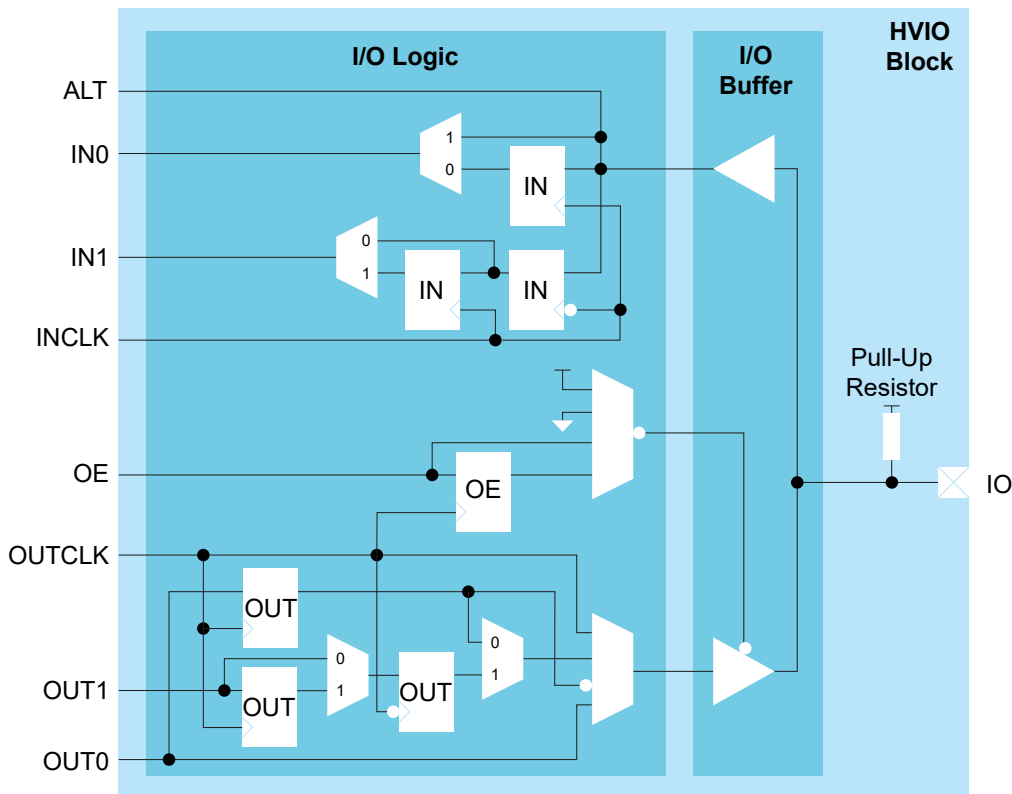 HVIO
Block
I/O Logic
I/O
Buffer
ALT
1
IN0
0
IN
0
IN1
1
IN
IN
INCLK
Pull-Up
Resistor
OE
OE
IO
OUTCLK
OUT
0
0
1
OUT1
1
OUT
OUT
OUT0